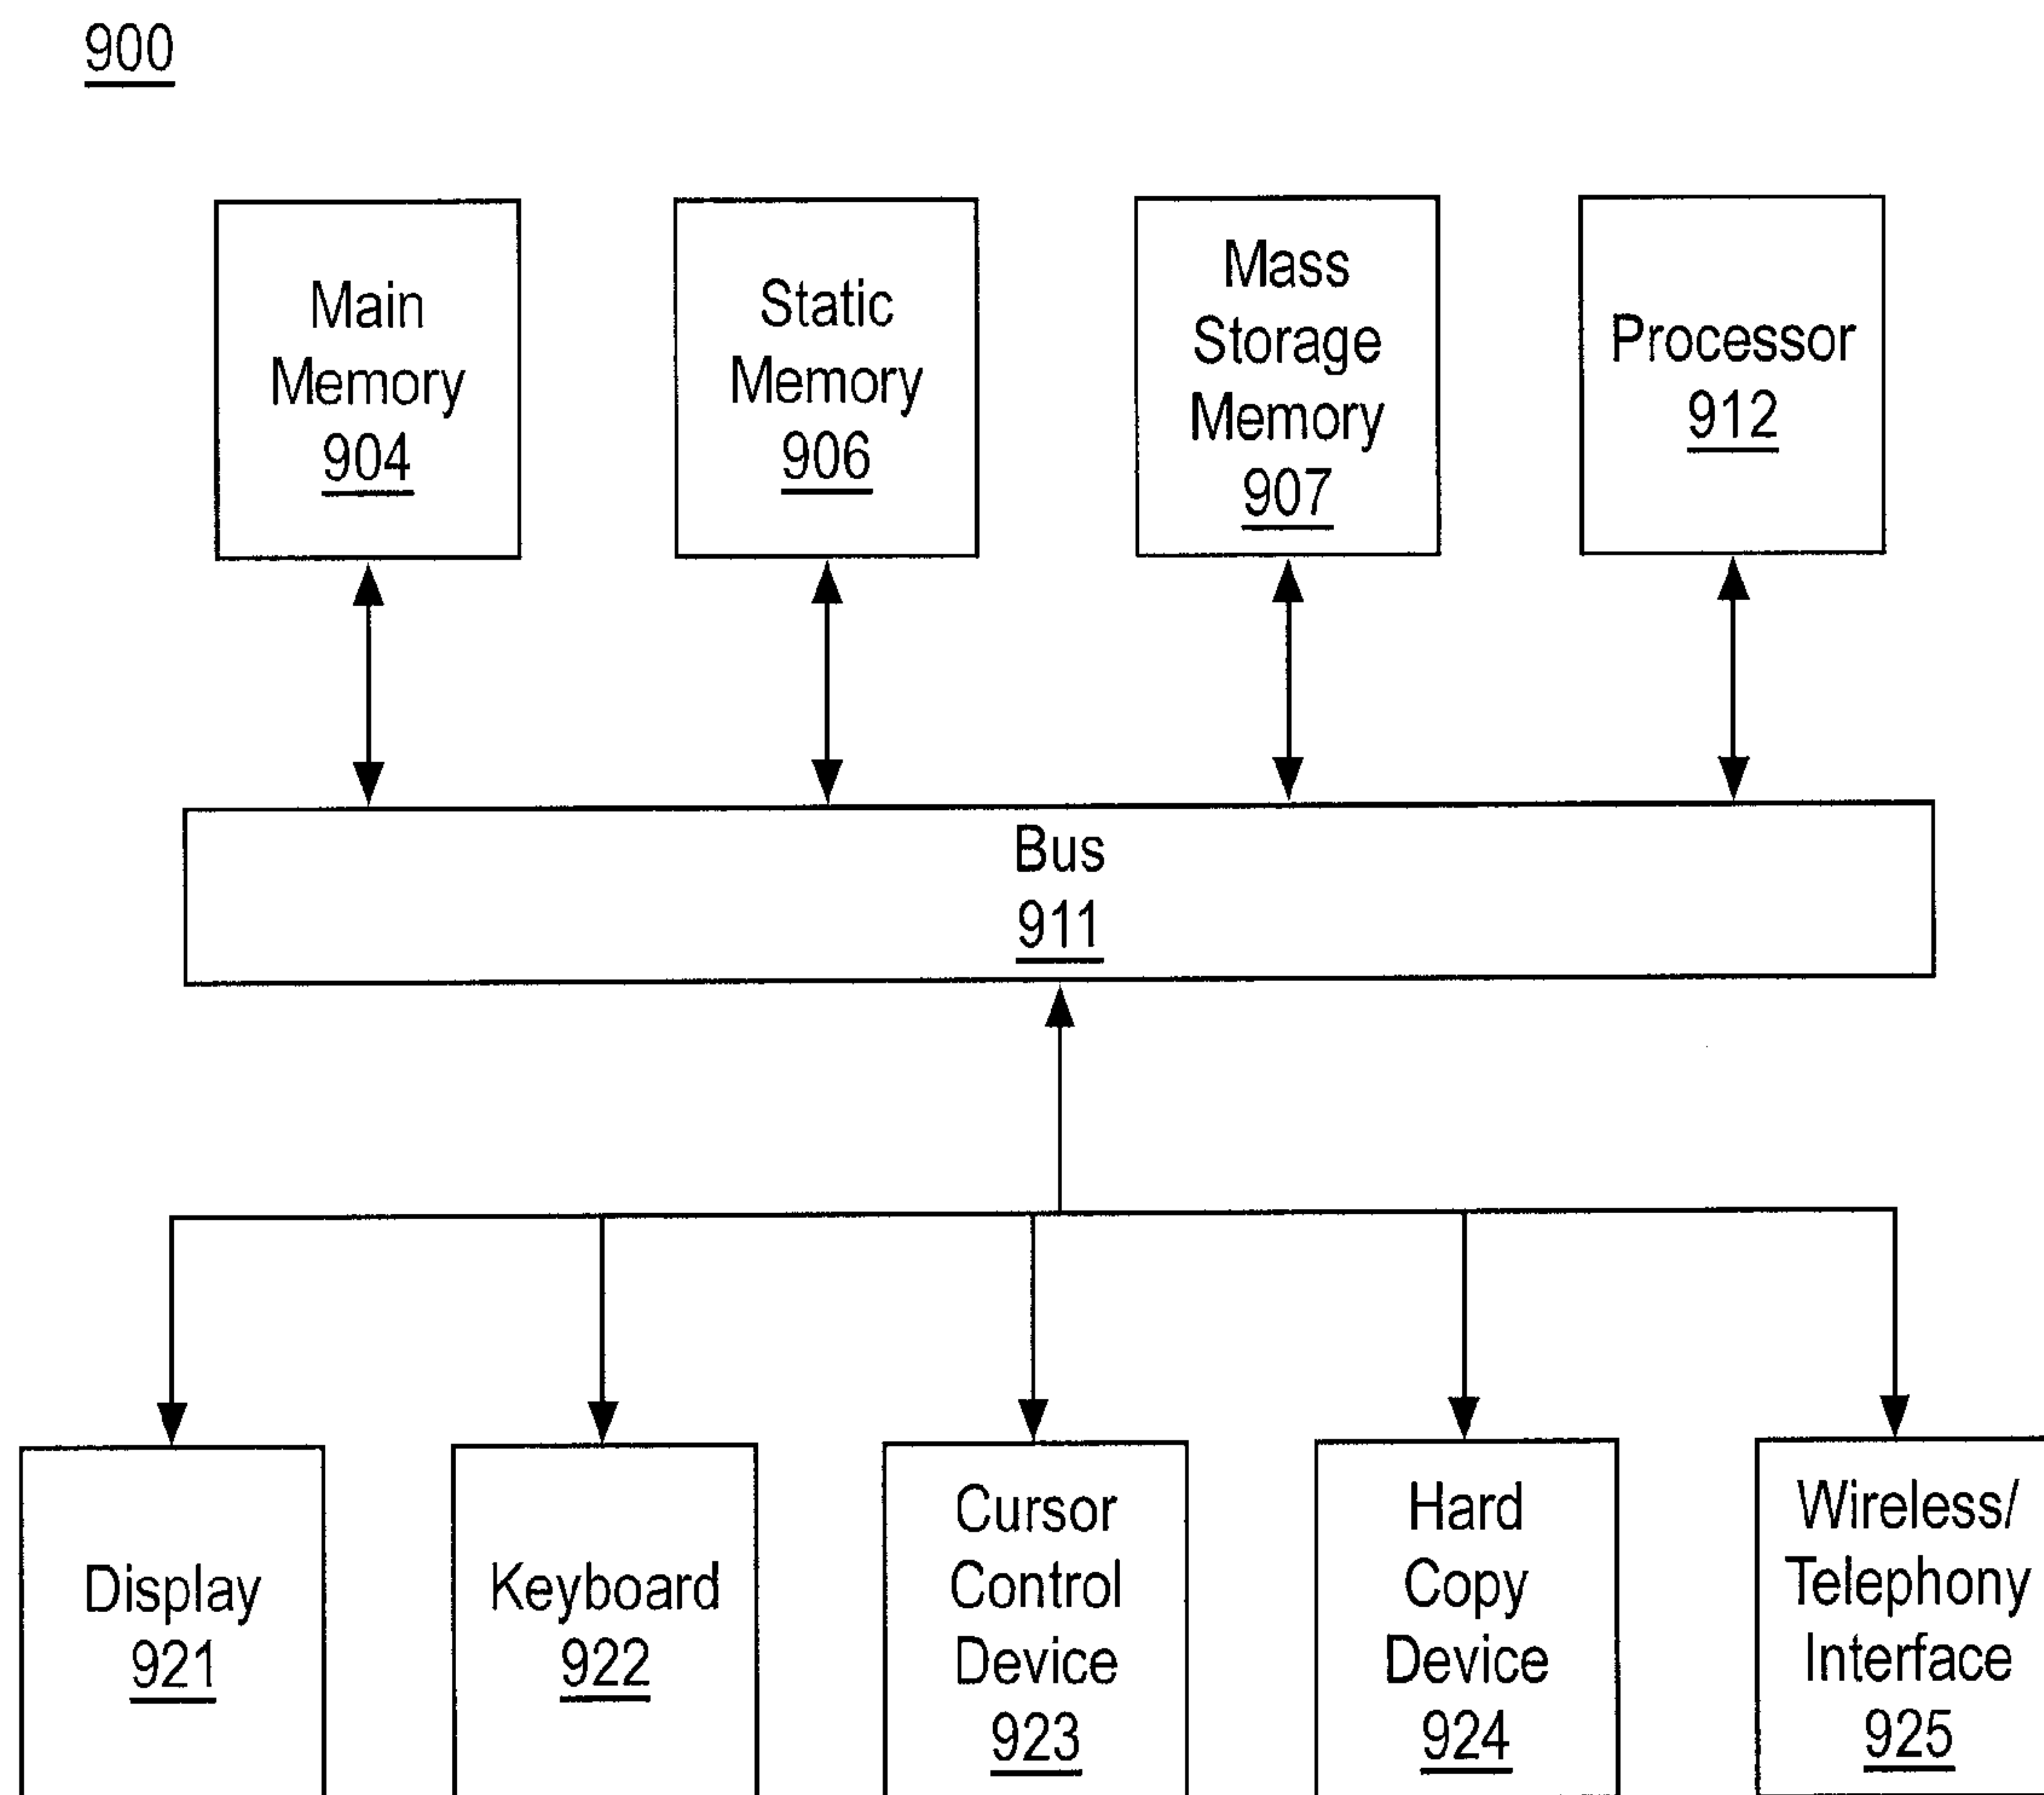 900
Main
Memory
904
Static
Memory
906
Mass
Storage
Memory
907
Processor
912
Bus
911
Display
921
Keyboard
922
Cursor
Control
Device
923
Hard
Copy
Device
924
Wireless/
Telephony
Interface
925